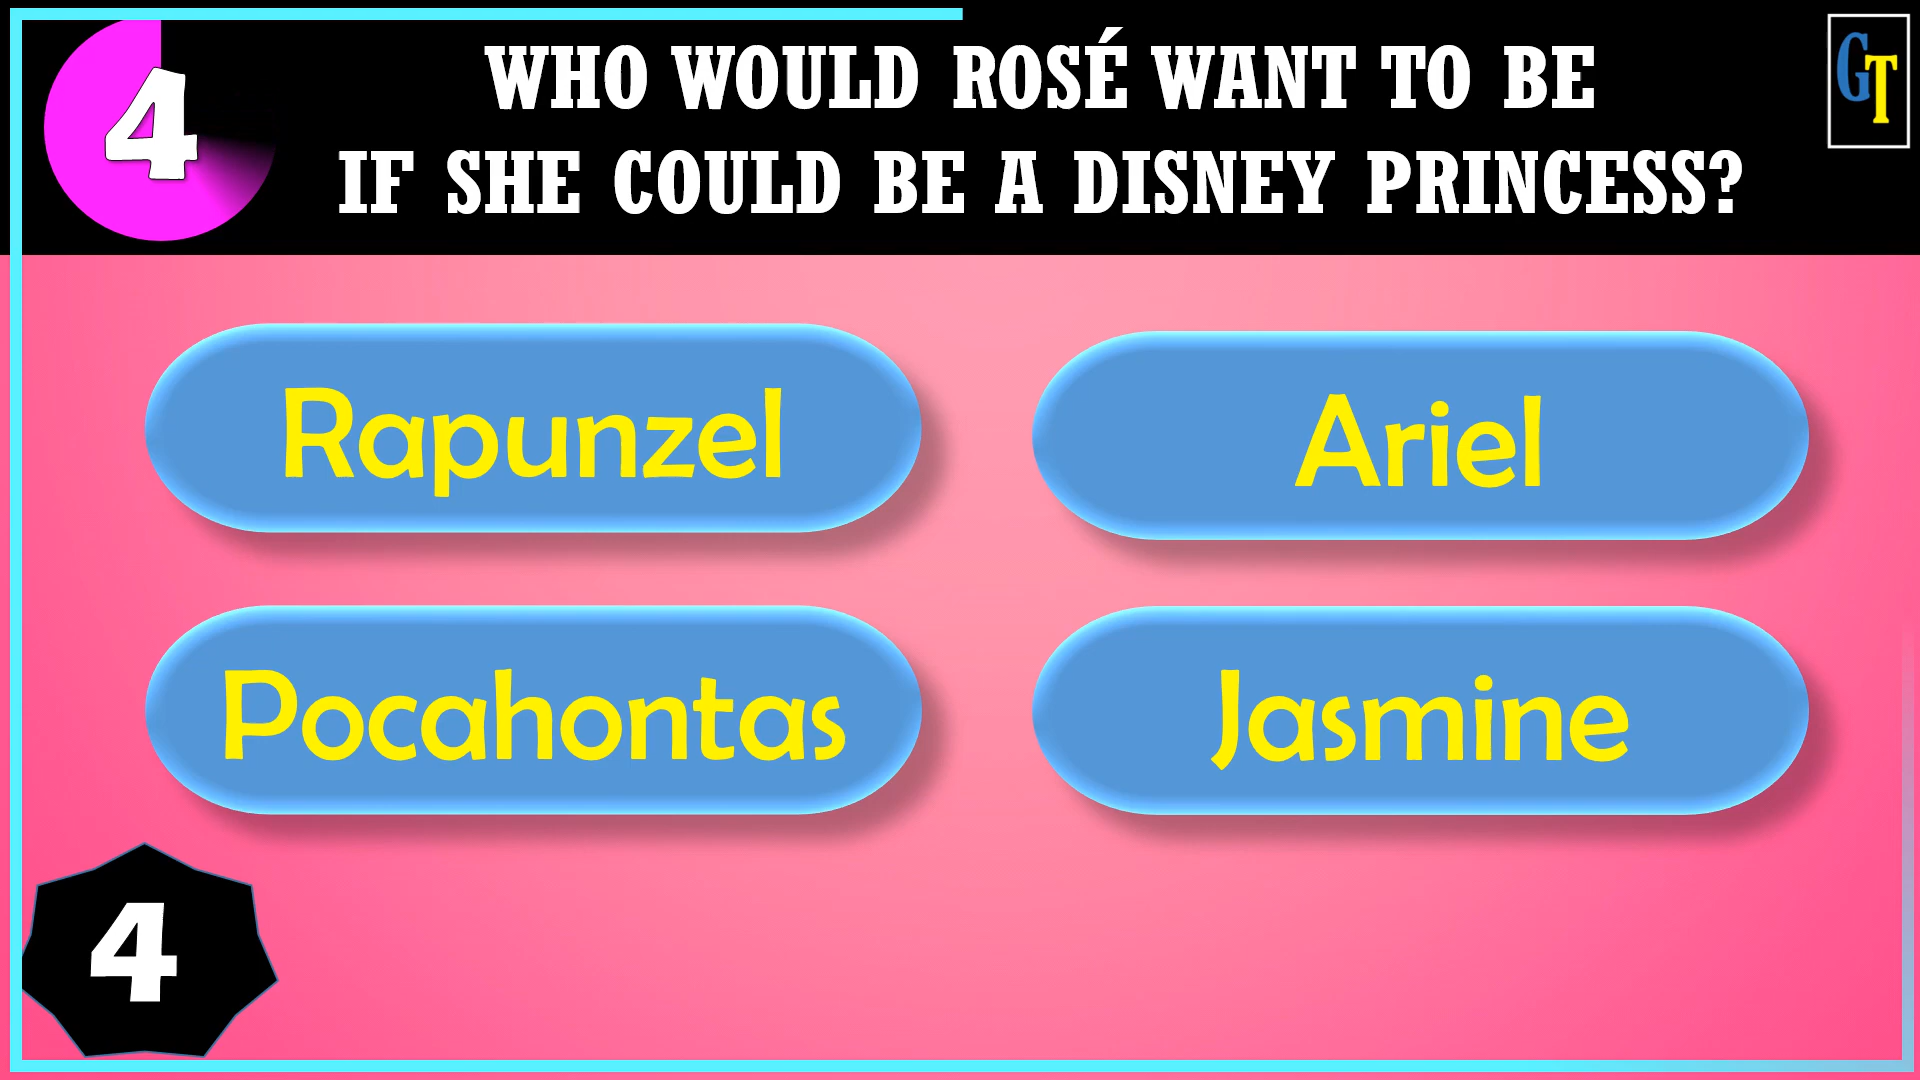 4
WHO WOULD ROSÉ WANT TO BE
IF SHE COULD BE A DISNEY PRINCESS?
GT
Rapunzel
Ariel
Pocahontas
Jasmine
4